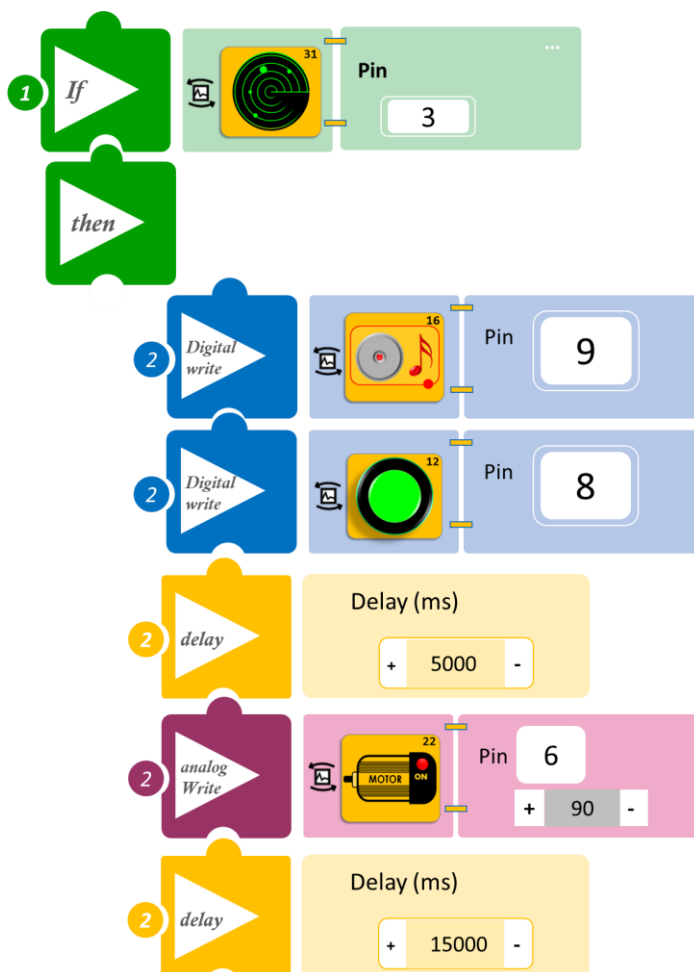 31
...
Pin
1
If
3
then
16
Pin
2
Digital
write
9
12
Pin
2
Digital
write
8
Delay (ms)
2
delay
+ 5000 -
22
Pin 6
2
analog
Write
MOTOR
ON
+ 90 -
Delay (ms)
2
delay
+ 15000 -